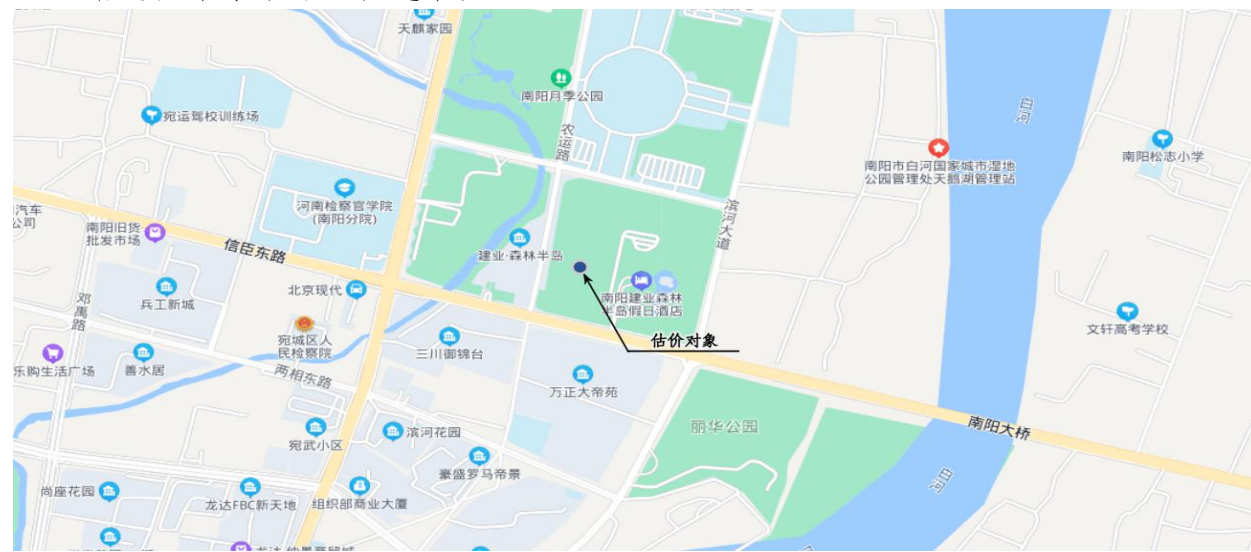 天麒家园
南阳月季公园
宛运驾校训练场
农运路
白河
南阳市白河国家城市湿地
公园管理处天鹅湖管理站
南阳松志小学
河南检察官学院
(南阳分院)
汽车
公司
南阳旧货
批发市场
信臣东路
建业·森林半岛
滨河大道
北京现代
兵工新城
邓禹路
南阳建业森林
半岛假日酒店
估价对象
文轩高考学校
宛城区人
民检察院
三川御锦台
乐购生活广场
善水居
两相东路
万正大帝苑
丽华公园
南阳大桥
滨河花园
宛武小区
豪盛罗马帝景
白河
尚座花园
龙达FBC新天地
组织部商业大厦